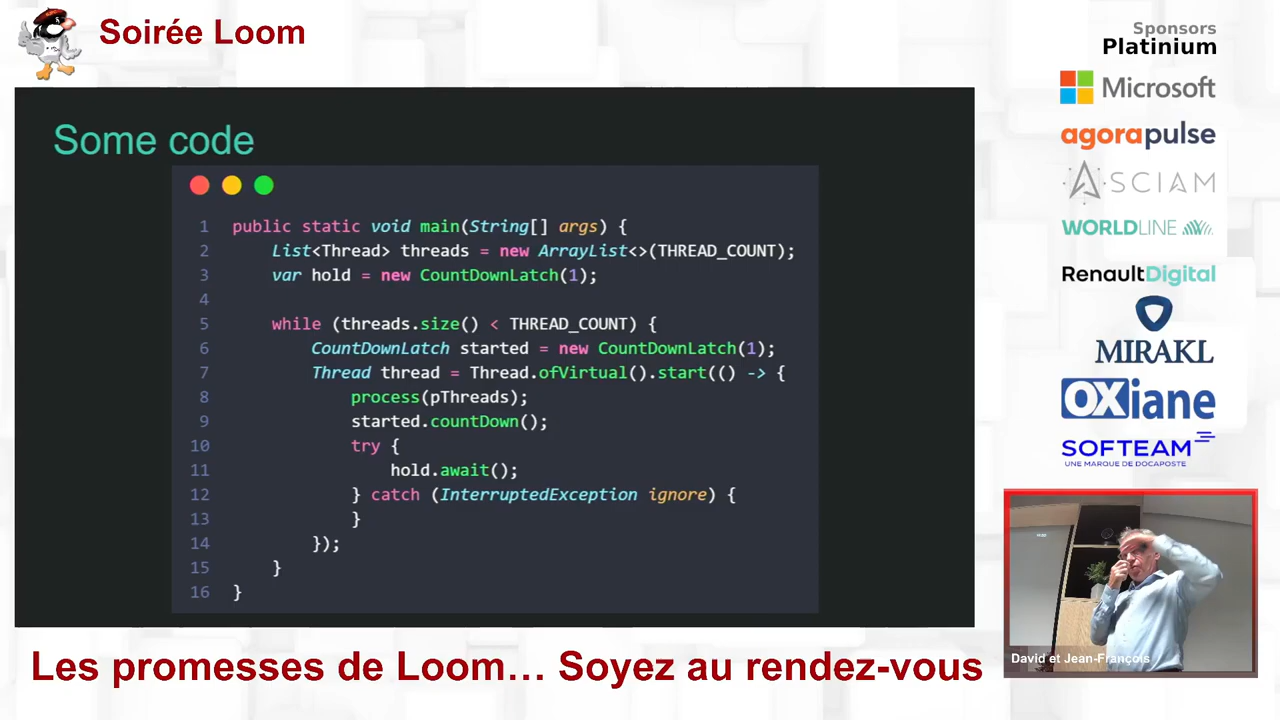 Soirée Loom
Sponsors
Platinium
Microsoft
agorapulse
ASCIAM
WORLDLINE
RenaultDigital
MIRAKL
OXiane
SOFTEAM
UNE MARQUE DE DOCAPOSTE
Some code
1 public static void main(String[] args) {
2 List<Thread> threads = new ArrayList<>(THREAD_COUNT);
3 var hold = new CountDownLatch(1);
4
5 while (threads.size() < THREAD_COUNT) {
6 CountDownLatch started = new CountDownLatch(1);
7 Thread thread = Thread.ofVirtual().start(() -> {
8 process(pThreads);
9 started.countDown();
10 try {
11 hold.await();
12 } catch (InterruptedException ignore) {
13 }
14 });
15 }
16 }
David et Jean-François
Les promesses de Loom… Soyez au rendez-vous